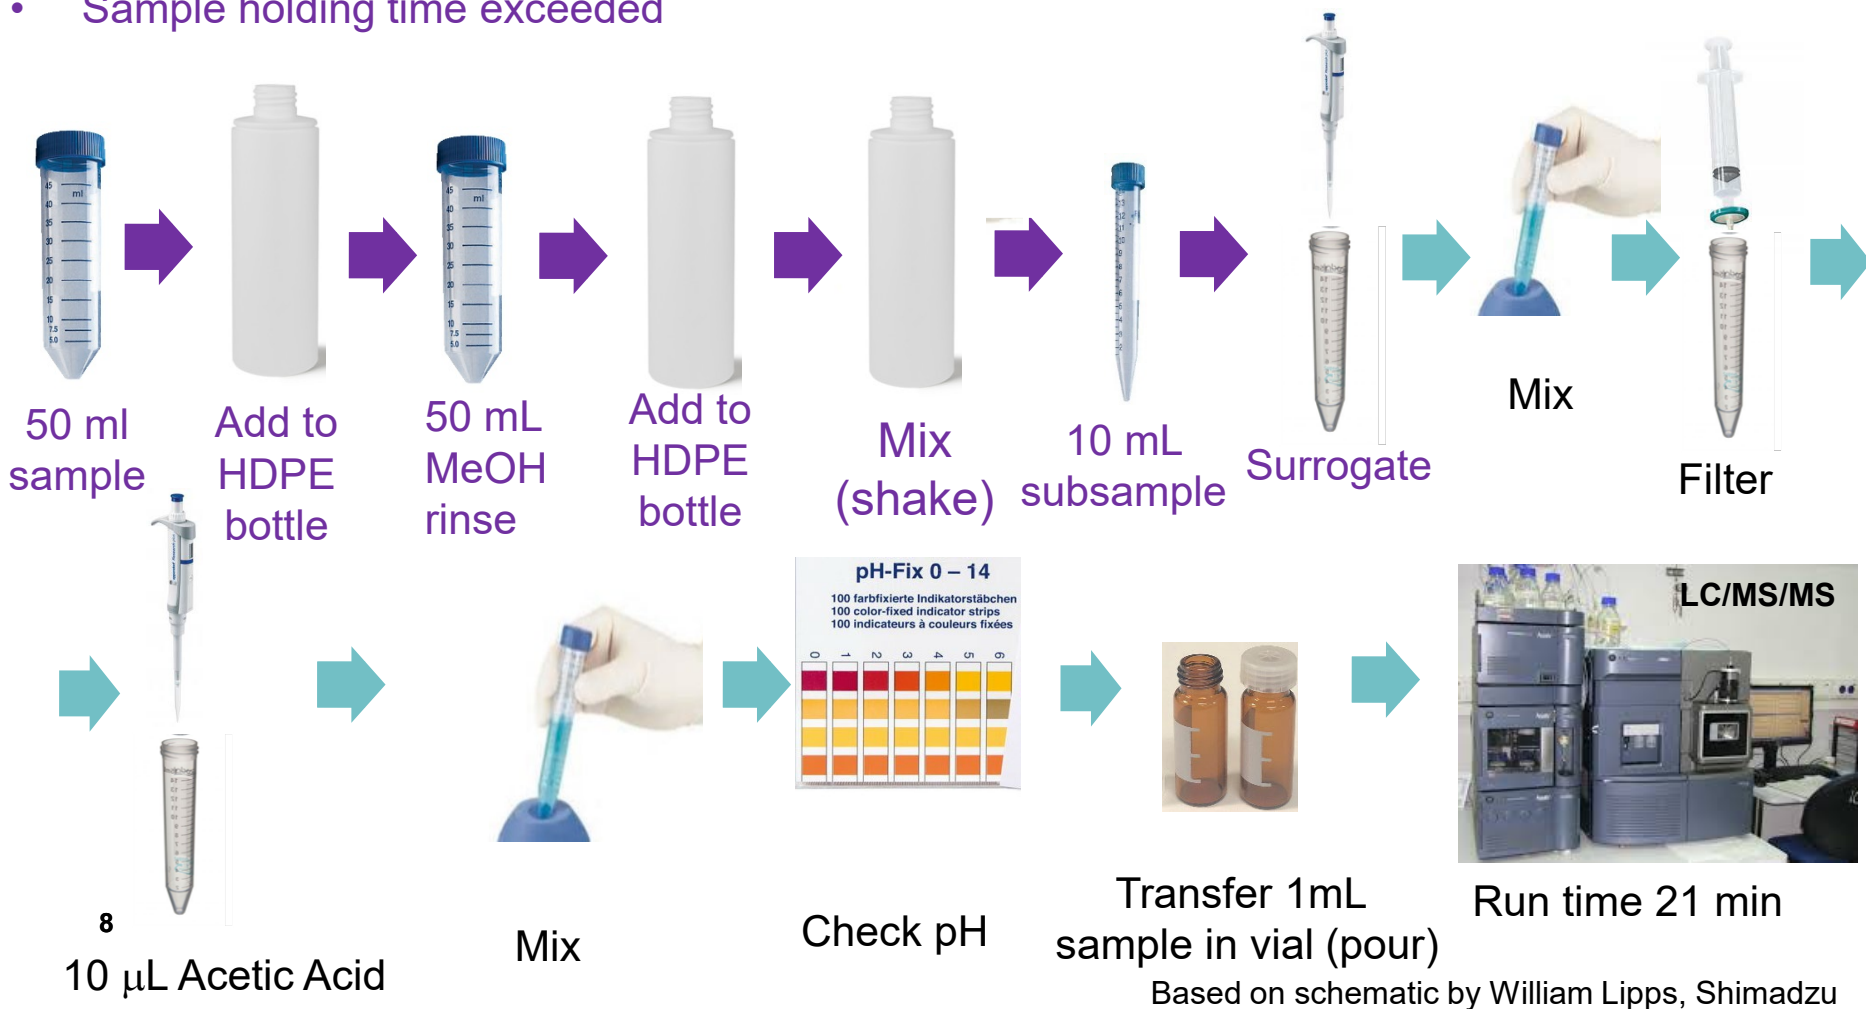 • Sample holding time exceeded
50 ml
sample
Add to
HDPE
bottle
50 mL
MeOH
rinse
Add to
HDPE
bottle
Mix
(shake)
10 mL
subsample
Surrogate
Mix
Filter
10 μL Acetic Acid
Mix
pH-Fix 0 – 14
100 farbfixierte Indikatorstäbchen
100 color-fixed indicator strips
100 indicateurs à couleurs fixées
0 1 2 3 4 5 6
Check pH
Transfer 1mL
sample in vial (pour)
LC/MS/MS
Run time 21 min
8
Based on schematic by William Lipps, Shimadzu